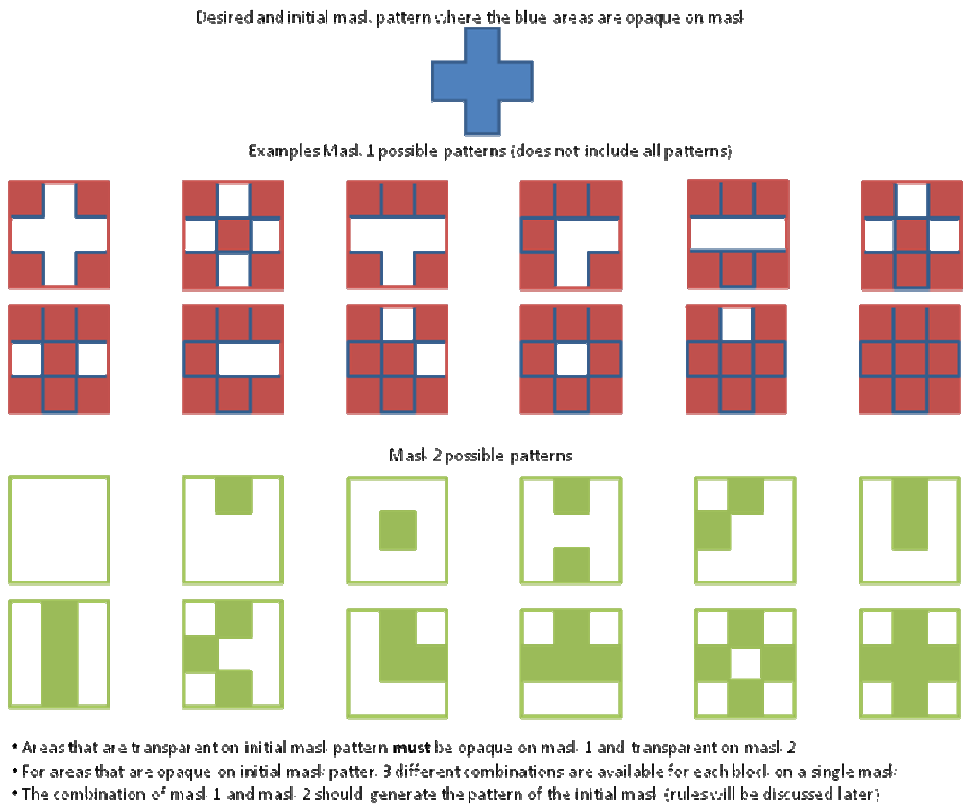 Desired and initial mask pattern where the blue areas are opaque on mask
Examples Mask 1 possible patterns (does not include all patterns)
Mask 2 possible patterns
• Areas that are transparent on initial mask pattern must be opaque on mask 1 and transparent on mask 2
• For areas that are opaque on initial mask patter, 3 different combinations are available for each block on a single mask
• The combination of mask 1 and mask 2 should generate the pattern of the initial mask (rules will be discussed later)